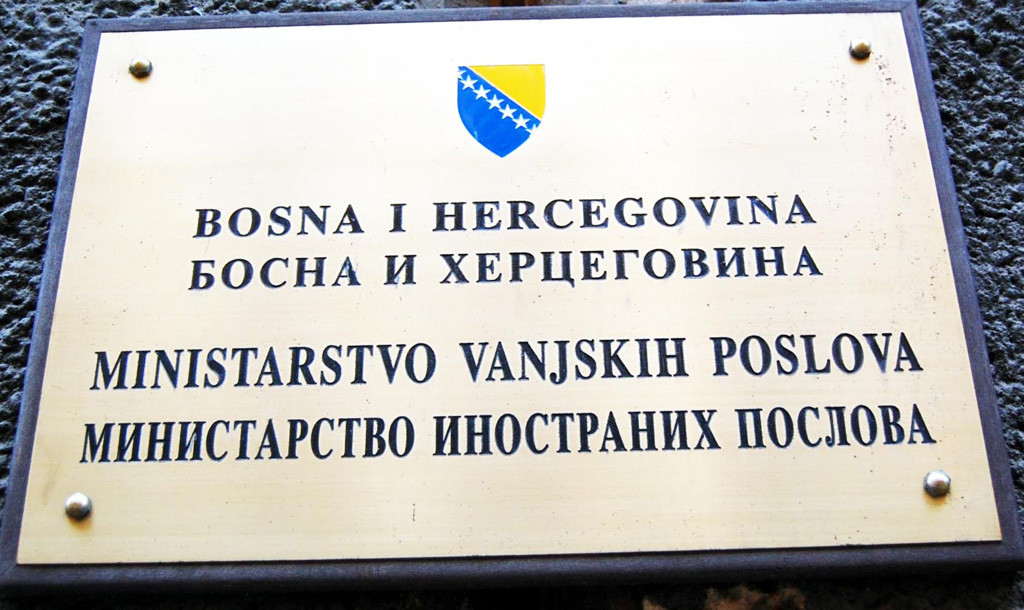 BOSNA I HERCEGOVINA
БОСНА И ХЕРЦЕГОВИНА
MINISTARSTVO VANJSKIH POSLOVA
МИНИСТАРСТВО ИНОСТРАНИХ ПОСЛОВА